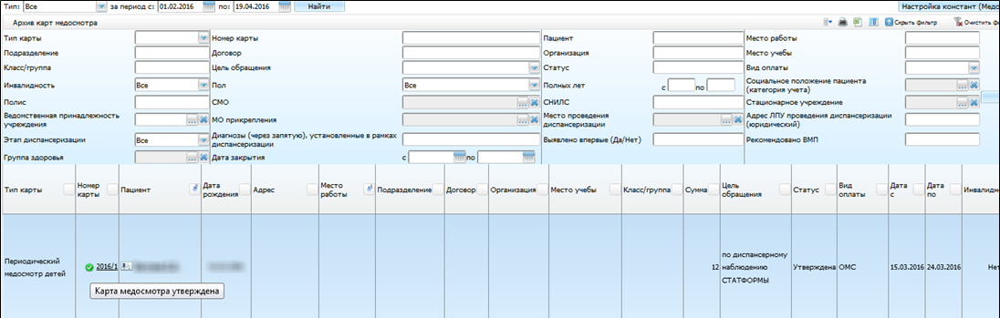 Тип: Все за период с: 01.02.2016 по: 19.04.2016 Найти Настройка констант (Медо
Архив карт медосмотра Скрыть фильтр Очистить фи
Тип карты Номер карты Пациент Место работы
Подразделение Договор Организация Место учебы
Класс/группа Цель обращения Статус Вид оплаты
Инвалидность Все Пол Все Полных лет с по Социальное положение пациента
(категория учета)
Полис СМО ... СНИЛС Стационарное учреждение ...
Ведомственная принадлежность
учреждения ... МО прикрепления ... Место проведения
диспансеризации ... Адрес ЛПУ проведения диспансеризации
(юридический)
Этап диспансеризации Все Диагнозы (через запятую), установленные в рамках
диспансеризации Выявлено впервые (Да/Нет) Рекомендовано ВМП
Группа здоровья ... Дата закрытия с по
Тип карты Номер
карты Пациент Дата
рождения Адрес Место
работы Подразделение Договор Организация Место учебы Класс/группа Сумма Цель
обращения Статус Вид
оплаты Дата
с Дата
по Инвалидно
Периодический
медосмотр детей 2016/1 12 по диспансерному
наблюдению
СТАТФОРМЫ Утверждена ОМС 15.03.2016 24.03.2016 Нет
Карта медосмотра утверждена